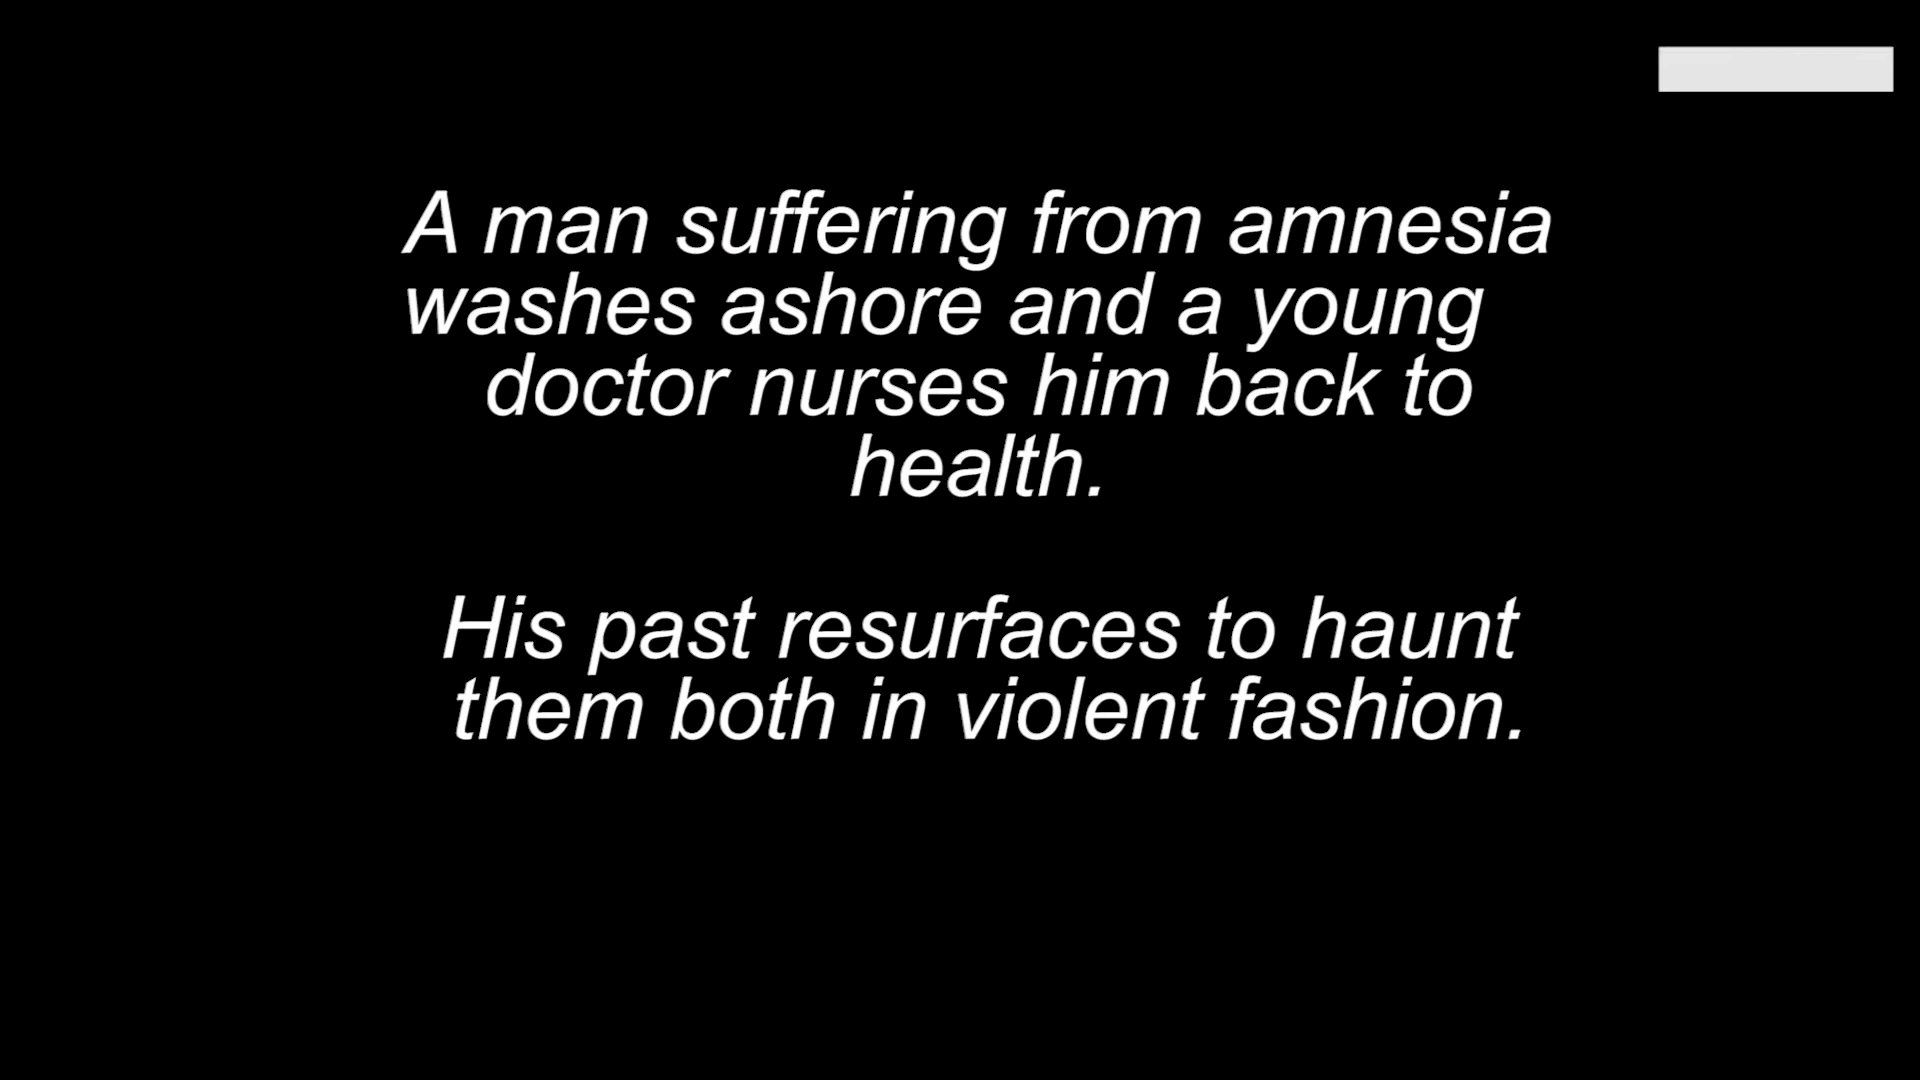 A man suffering from amnesia
washes ashore and a young
doctor nurses him back to
health.
His past resurfaces to haunt
them both in violent fashion.